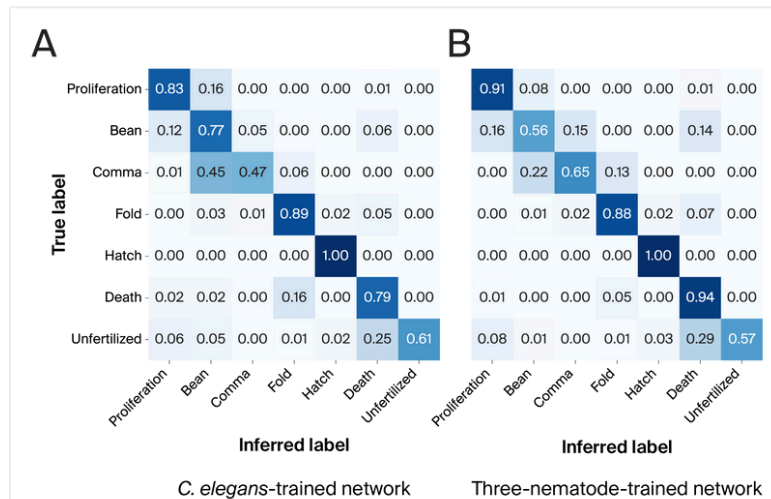 A
B
True label
Proliferation
Bean
Comma
Fold
Hatch
Death
Unfertilized
0.83 0.16 0.00 0.00 0.00 0.01 0.00
0.12 0.77 0.05 0.00 0.00 0.06 0.00
0.01 0.45 0.47 0.06 0.00 0.00 0.00
0.00 0.03 0.01 0.89 0.02 0.05 0.00
0.00 0.00 0.00 0.00 1.00 0.00 0.00
0.02 0.02 0.00 0.16 0.00 0.79 0.00
0.06 0.05 0.00 0.01 0.02 0.25 0.61
Proliferation
Bean
Comma
Fold
Hatch
Death
Unfertilized
Inferred label
C. elegans-trained network
0.91 0.08 0.00 0.00 0.00 0.01 0.00
0.16 0.56 0.15 0.00 0.00 0.14 0.00
0.00 0.22 0.65 0.13 0.00 0.00 0.00
0.00 0.01 0.02 0.88 0.02 0.07 0.00
0.00 0.00 0.00 0.00 1.00 0.00 0.00
0.01 0.00 0.00 0.05 0.00 0.94 0.00
0.08 0.01 0.00 0.01 0.03 0.29 0.57
Proliferation
Bean
Comma
Fold
Hatch
Death
Unfertilized
Inferred label
Three-nematode-trained network